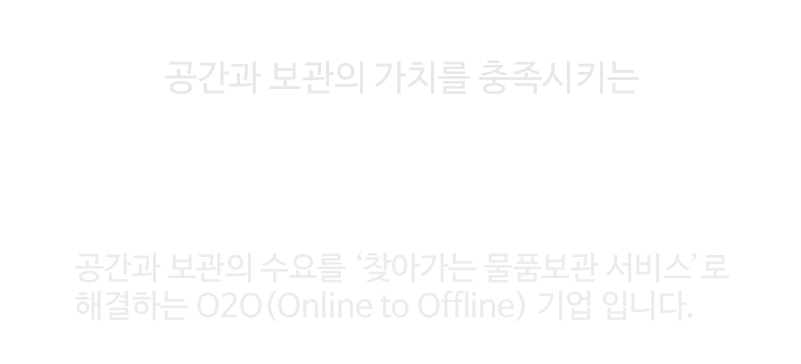 공간과 보관의 가치를 충족시키는
공간과 보관의 수요를 ‘찾아가는 물품보관 서비스’로
해결하는 O2O(Online to Offline) 기업 입니다.